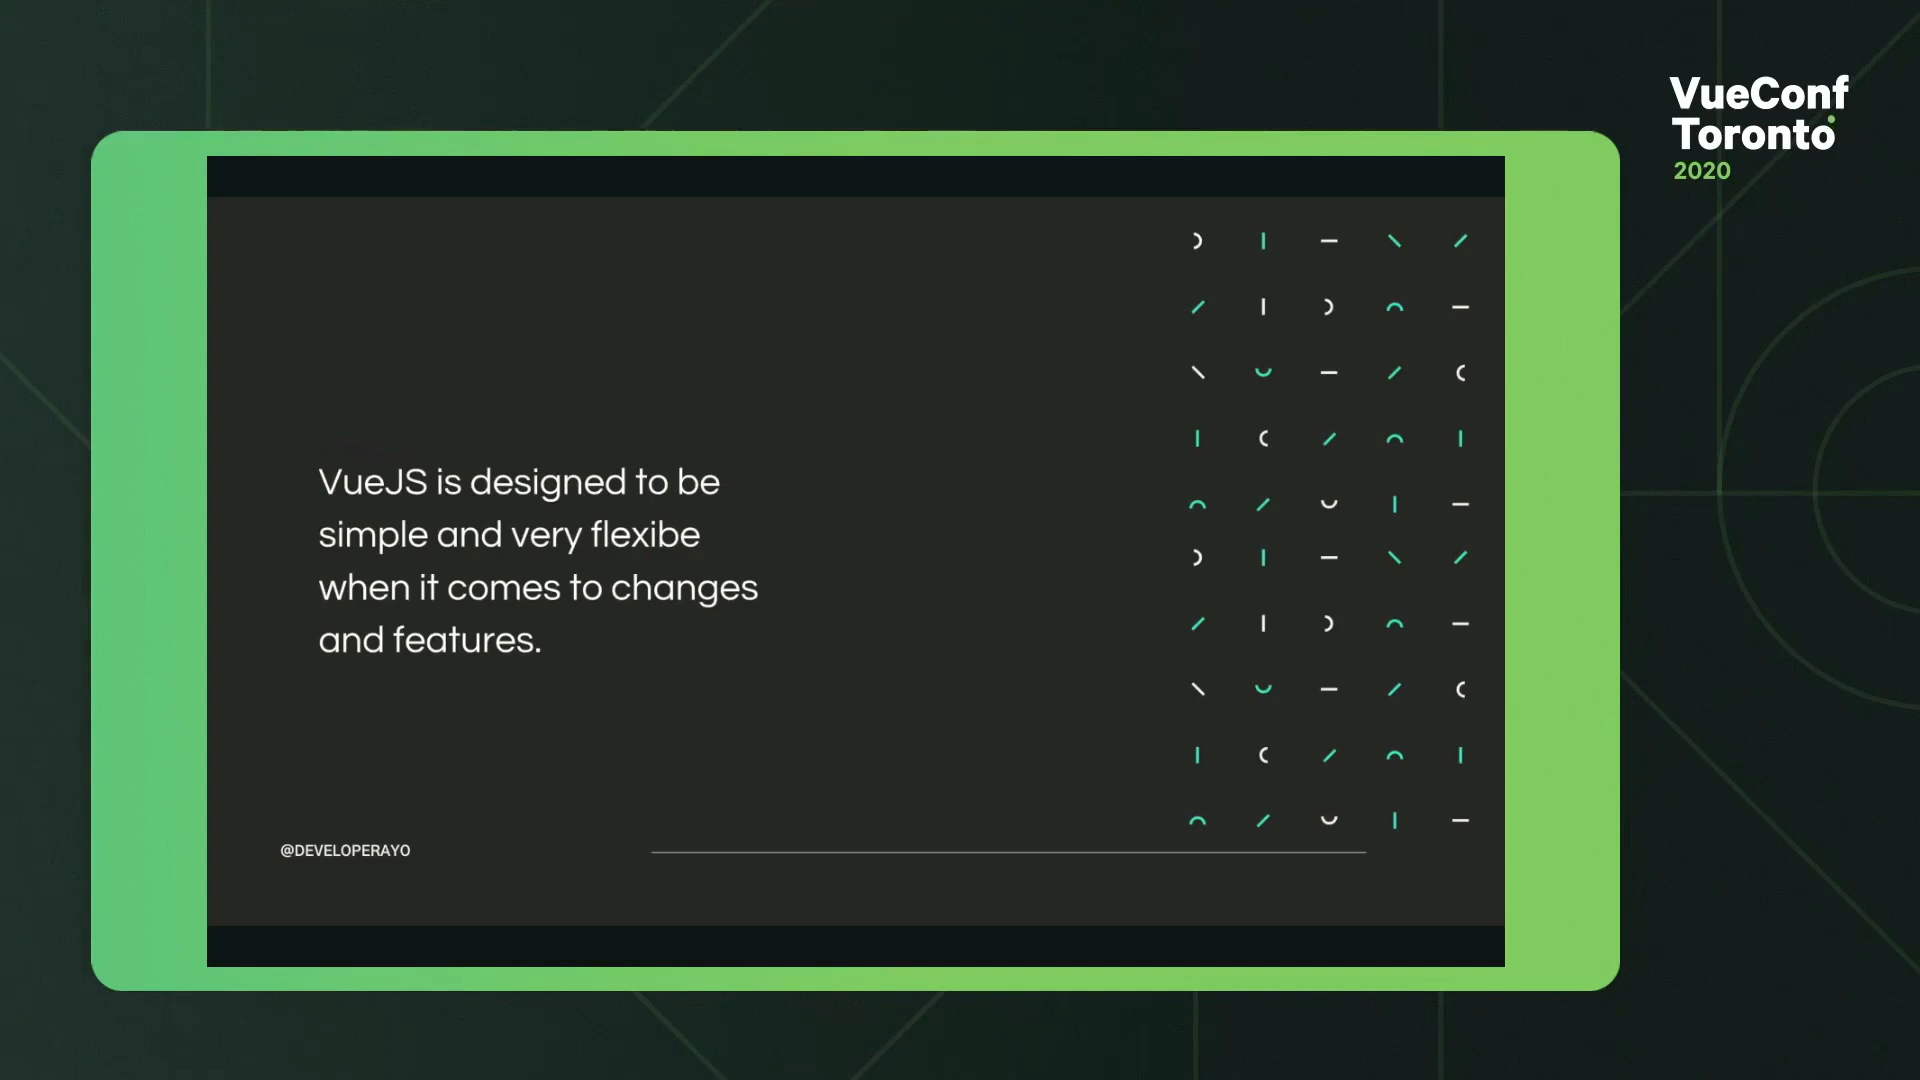 VueConf
Toronto
2020
VueJS is designed to be
simple and very flexibe
when it comes to changes
and features.
@DEVELOPERAYO